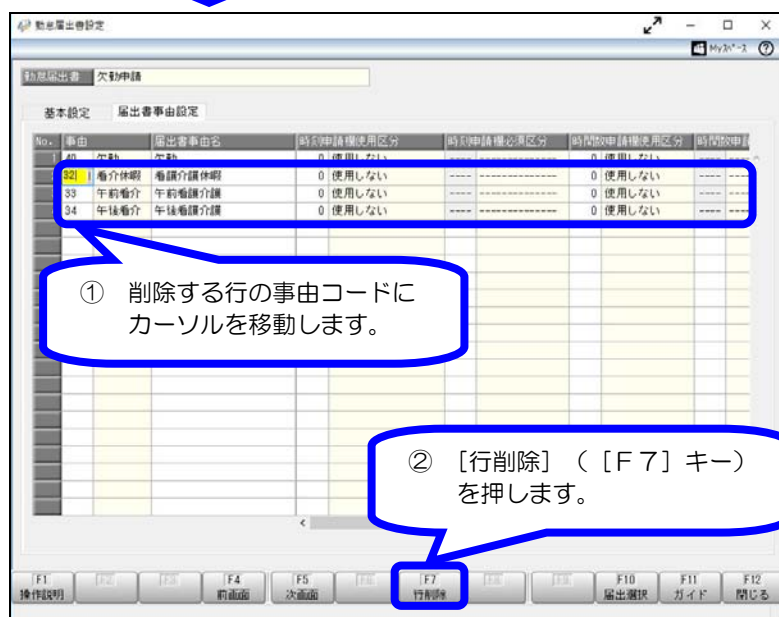 勤怠届出書設定
Myスペース
勤怠届出書 欠勤申請
基本設定 届出書事由設定
No. 事由 届出書事由名 時刻申請欄使用区分 時刻申請欄必須区分 時間数申請欄使用区分 時間数申請
1 40 欠勤 欠勤 0 使用しない ---- -------------- 0 使用しない ---- ----
32 看介休暇 看護介護休暇 0 使用しない ---- -------------- 0 使用しない ---- ----
33 午前看介 午前看護介護 0 使用しない ---- -------------- 0 使用しない ---- ----
34 午後看介 午後看護介護 0 使用しない ---- -------------- 0 使用しない ---- ----
① 削除する行の事由コードに
カーソルを移動します。
② [行削除] ([F7]キー)
を押します。
F1 操作説明 F2 F3 F4 前画面 F5 次画面 F6 F7 行削除 F8 F9 F10 届出選択 F11 ガイド F12 閉じる